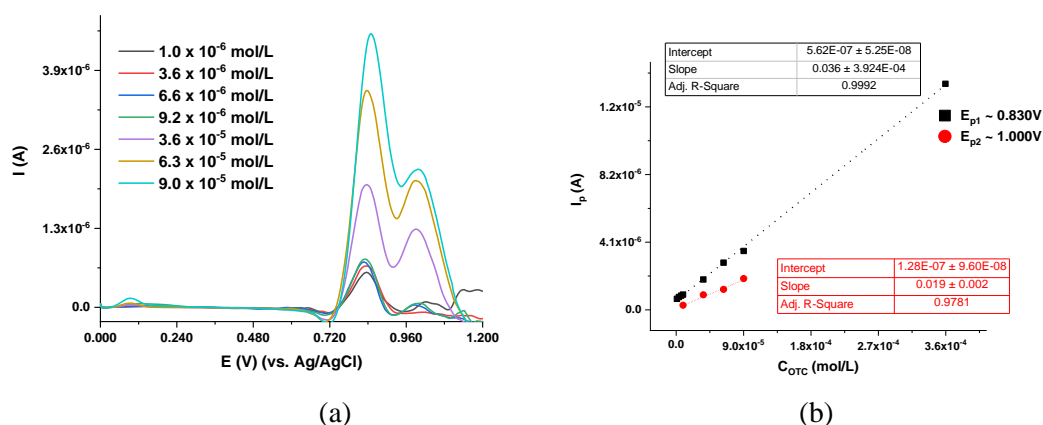 1.0 x 10⁻⁶ mol/L
3.6 x 10⁻⁶ mol/L
6.6 x 10⁻⁶ mol/L
9.2 x 10⁻⁶ mol/L
3.6 x 10⁻⁵ mol/L
6.3 x 10⁻⁵ mol/L
9.0 x 10⁻⁵ mol/L
3.9x10⁻⁶
2.6x10⁻⁶
1.3x10⁻⁶
0.0
I (A)
0.000 0.240 0.480 0.720 0.960 1.200
E (V) (vs. Ag/AgCl)
(a)
Intercept 5.62E-07 ± 5.25E-08
Slope 0.036 ± 3.924E-04
Adj. R-Square 0.9992
Eₚ₁ ~ 0.830V
Eₚ₂ ~ 1.000V
1.2x10⁻⁵
8.2x10⁻⁶
4.1x10⁻⁶
0.0
Iₚ (A)
Intercept 1.28E-07 ± 9.60E-08
Slope 0.019 ± 0.002
Adj. R-Square 0.9781
0.0 9.0x10⁻⁵ 1.8x10⁻⁴ 2.7x10⁻⁴ 3.6x10⁻⁴
C_OTC (mol/L)
(b)